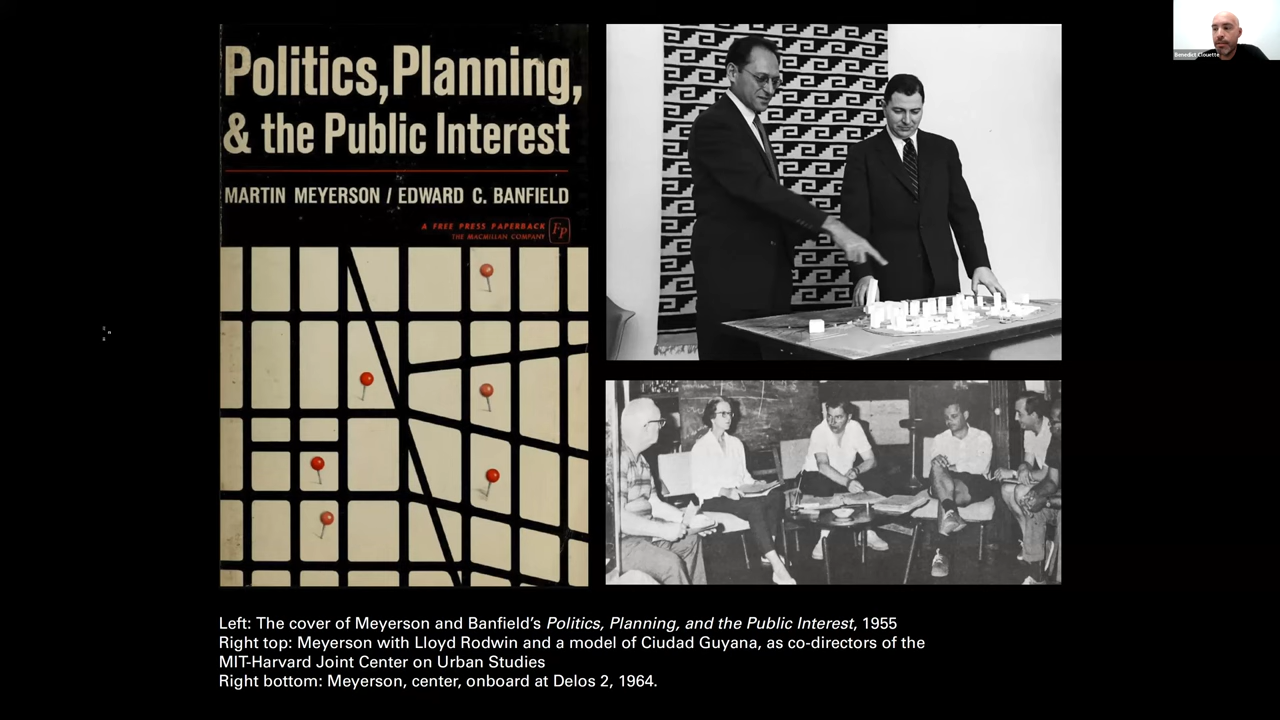 Politics, Planning,
& the Public Interest
MARTIN MEYERSON / EDWARD C. BANFIELD
A FREE PRESS PAPERBACK
THE MACMILLAN COMPANY
FP
Benedict Clouette
Left: The cover of Meyerson and Banfield's Politics, Planning, and the Public Interest, 1955
Right top: Meyerson with Lloyd Rodwin and a model of Ciudad Guyana, as co-directors of the
MIT-Harvard Joint Center on Urban Studies
Right bottom: Meyerson, center, onboard at Delos 2, 1964.